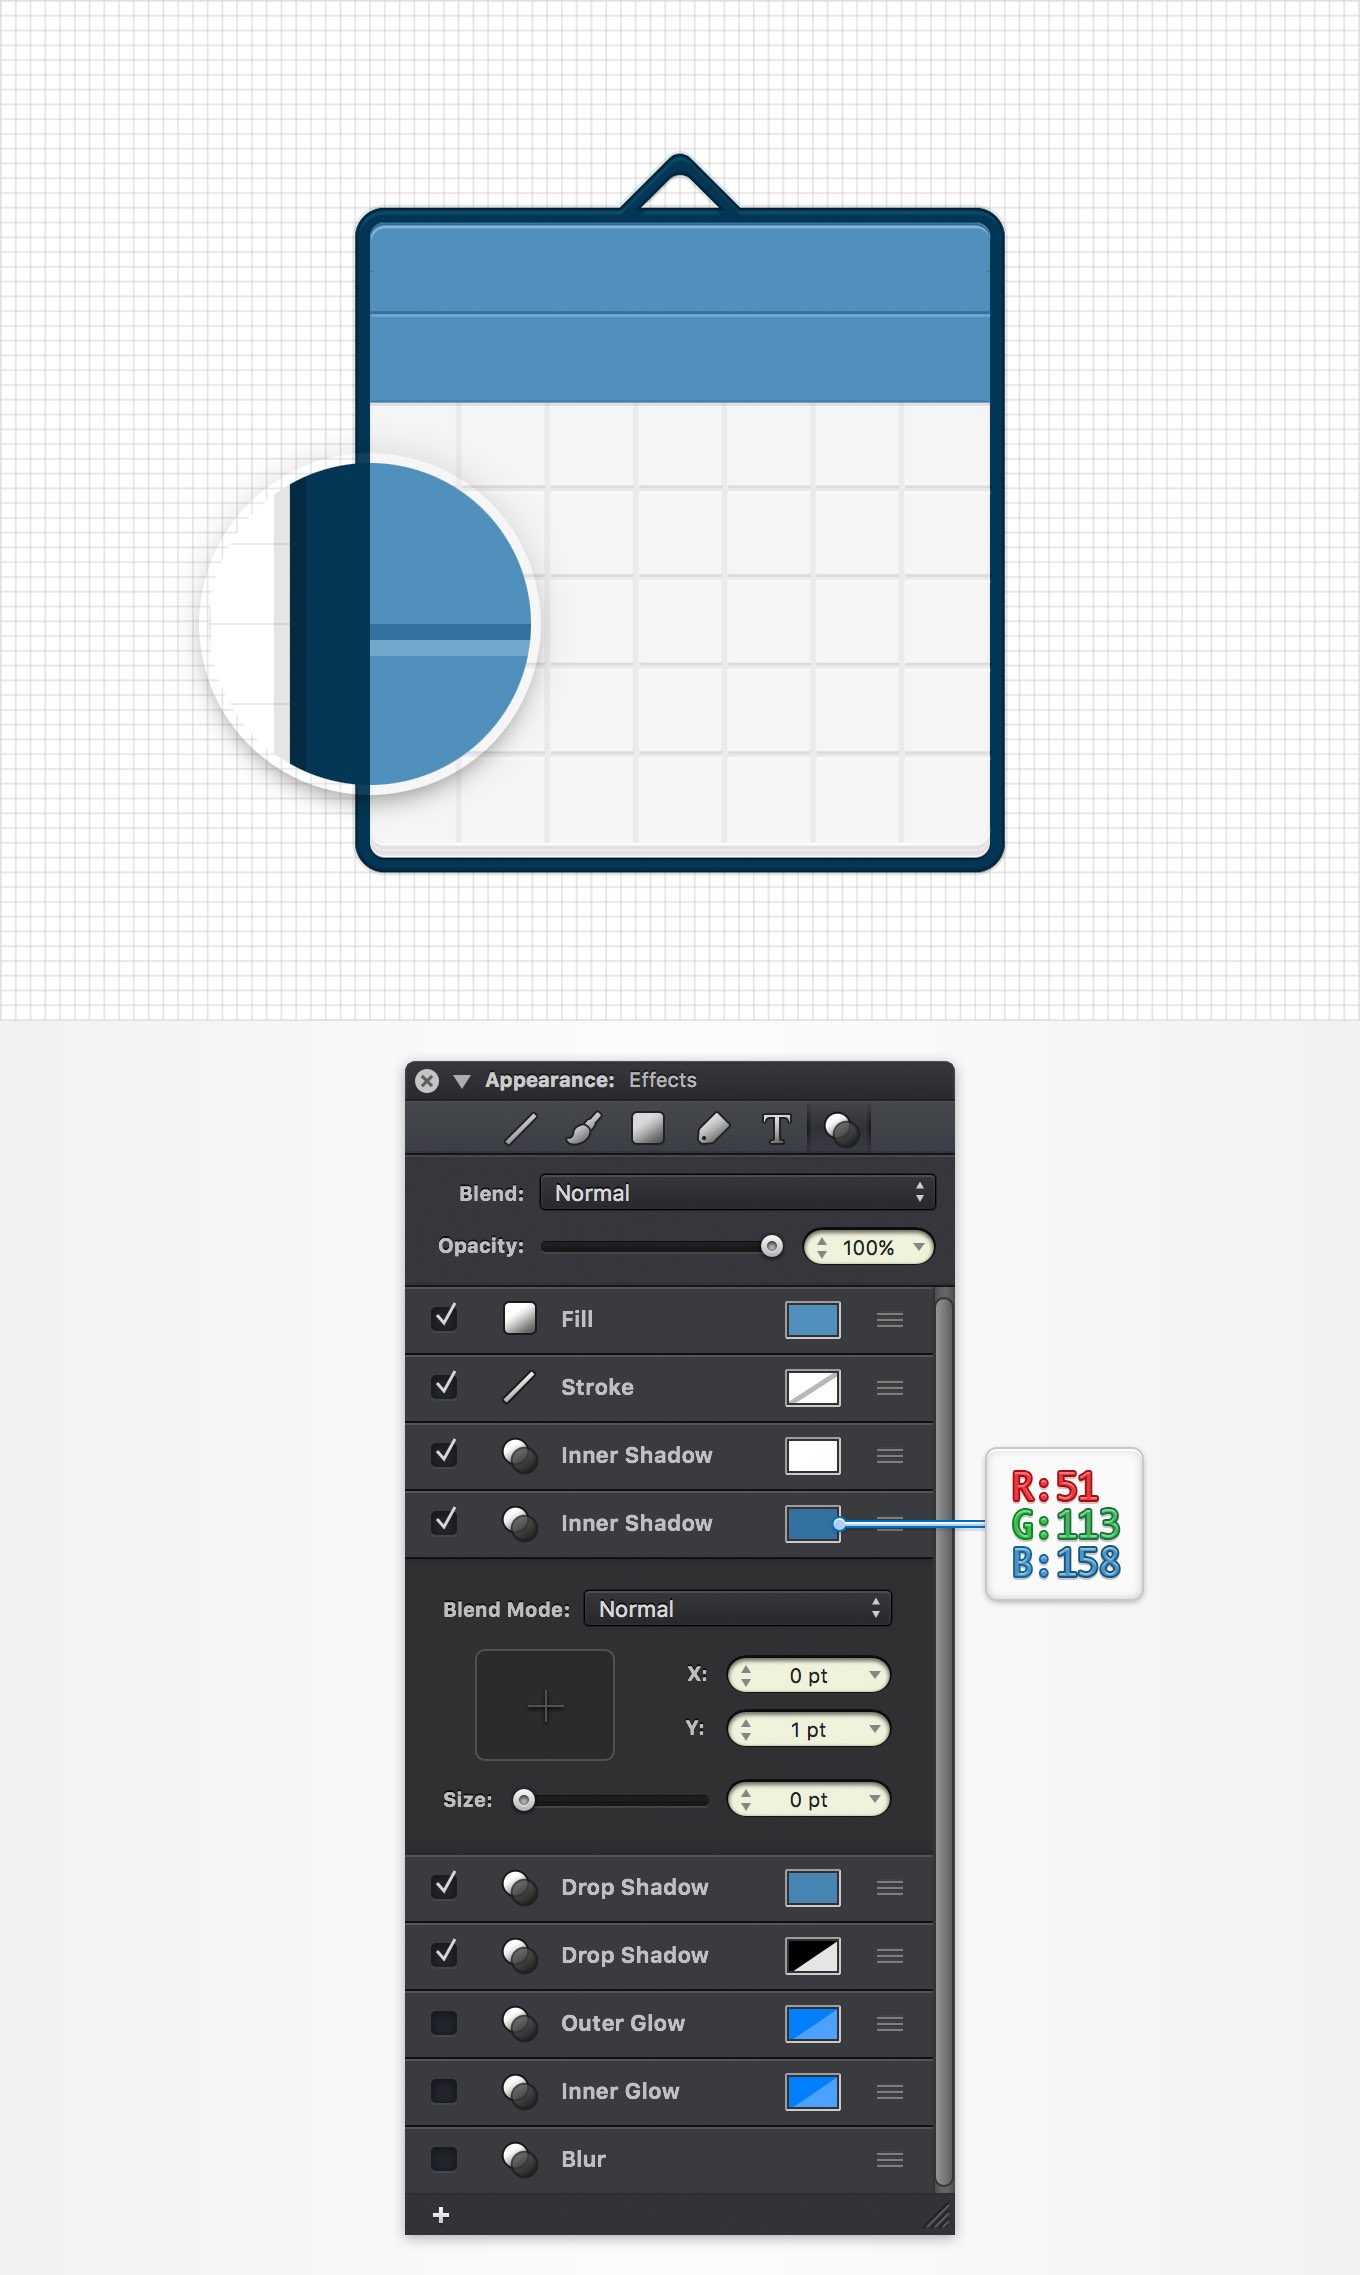 Appearance: Effects
T
Blend: Normal
Opacity: 100%
Fill
Stroke
Inner Shadow
Inner Shadow
R:51
G:113
B:158
Blend Mode: Normal
X: 0 pt
Y: 1 pt
Size: 0 pt
Drop Shadow
Drop Shadow
Outer Glow
Inner Glow
Blur
+